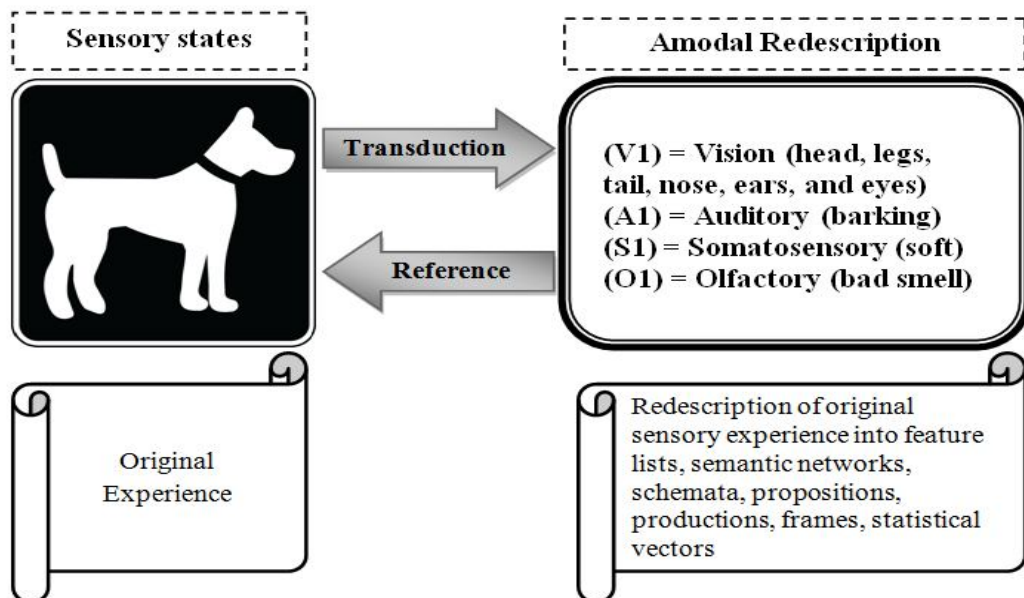 Sensory states
Amodal Redescription
Transduction
Reference
(V1) = Vision (head, legs,
tail, nose, ears, and eyes)
(A1) = Auditory (barking)
(S1) = Somatosensory (soft)
(O1) = Olfactory (bad smell)
Original
Experience
Redescription of original
sensory experience into feature
lists, semantic networks,
schemata, propositions,
productions, frames, statistical
vectors